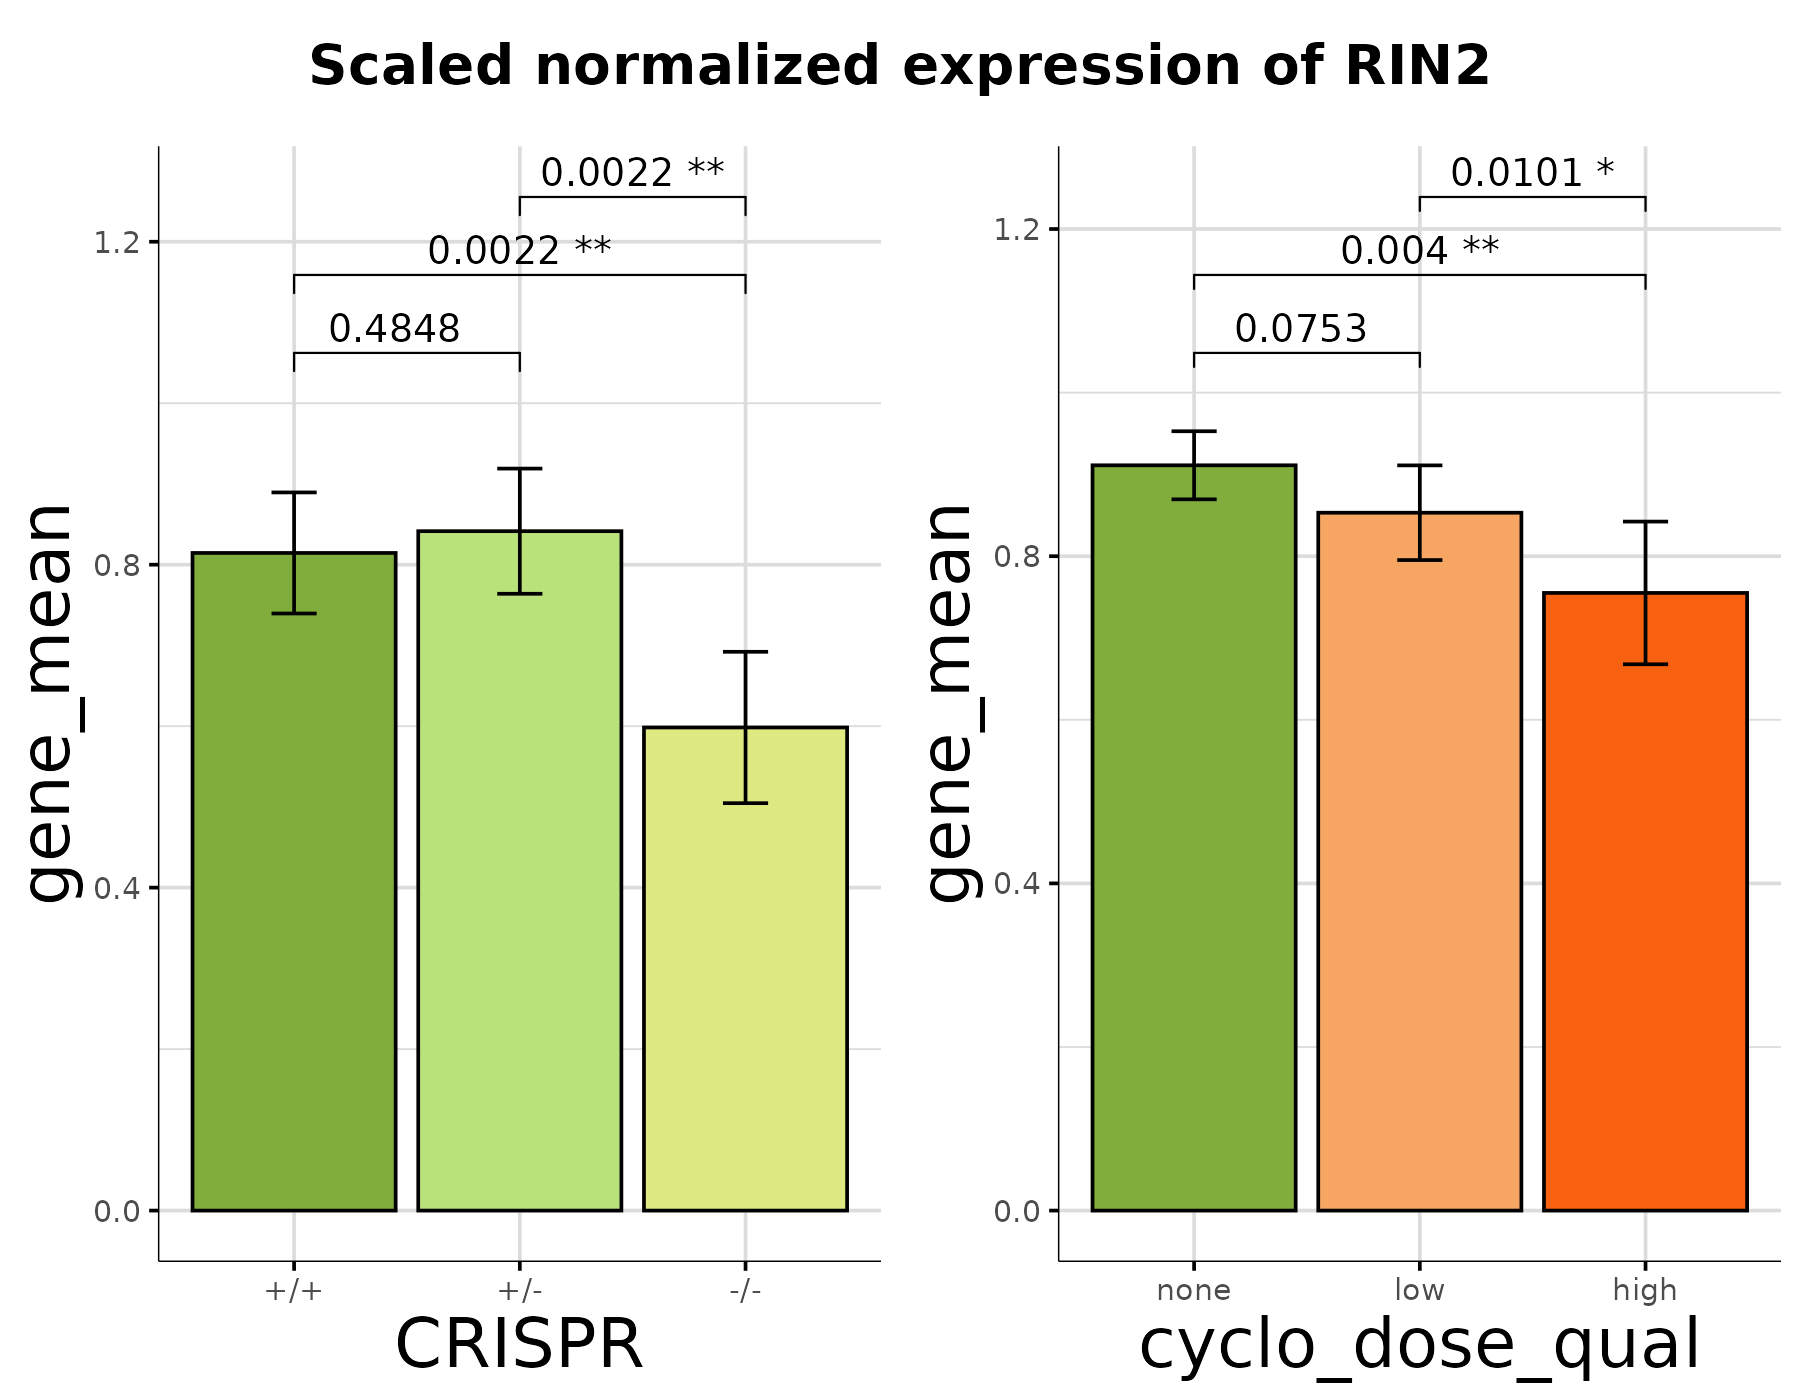 Scaled normalized expression of RIN2
gene_mean
1.2
0.8
0.4
0.0
0.0022 **
0.0022 **
0.4848
+/+
+/-
-/-
CRISPR
gene_mean
1.2
0.8
0.4
0.0
0.0101 *
0.004 **
0.0753
none
low
high
cyclo_dose_qual